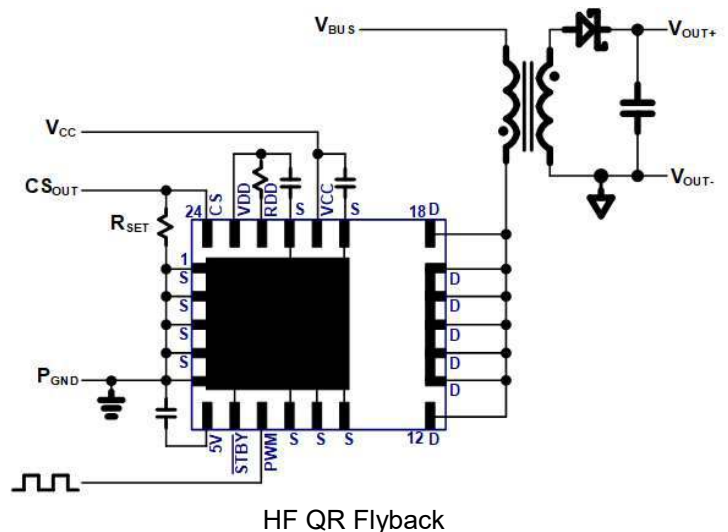 VBUS
VOUT+
VCC
CSOUT
VOUT-
RSET
24 CS VDD RDD S VCC S 18 D
1
S D
S D
S D
S D
D
PGND
5V STBY PWM S S S 12 D
HF QR Flyback